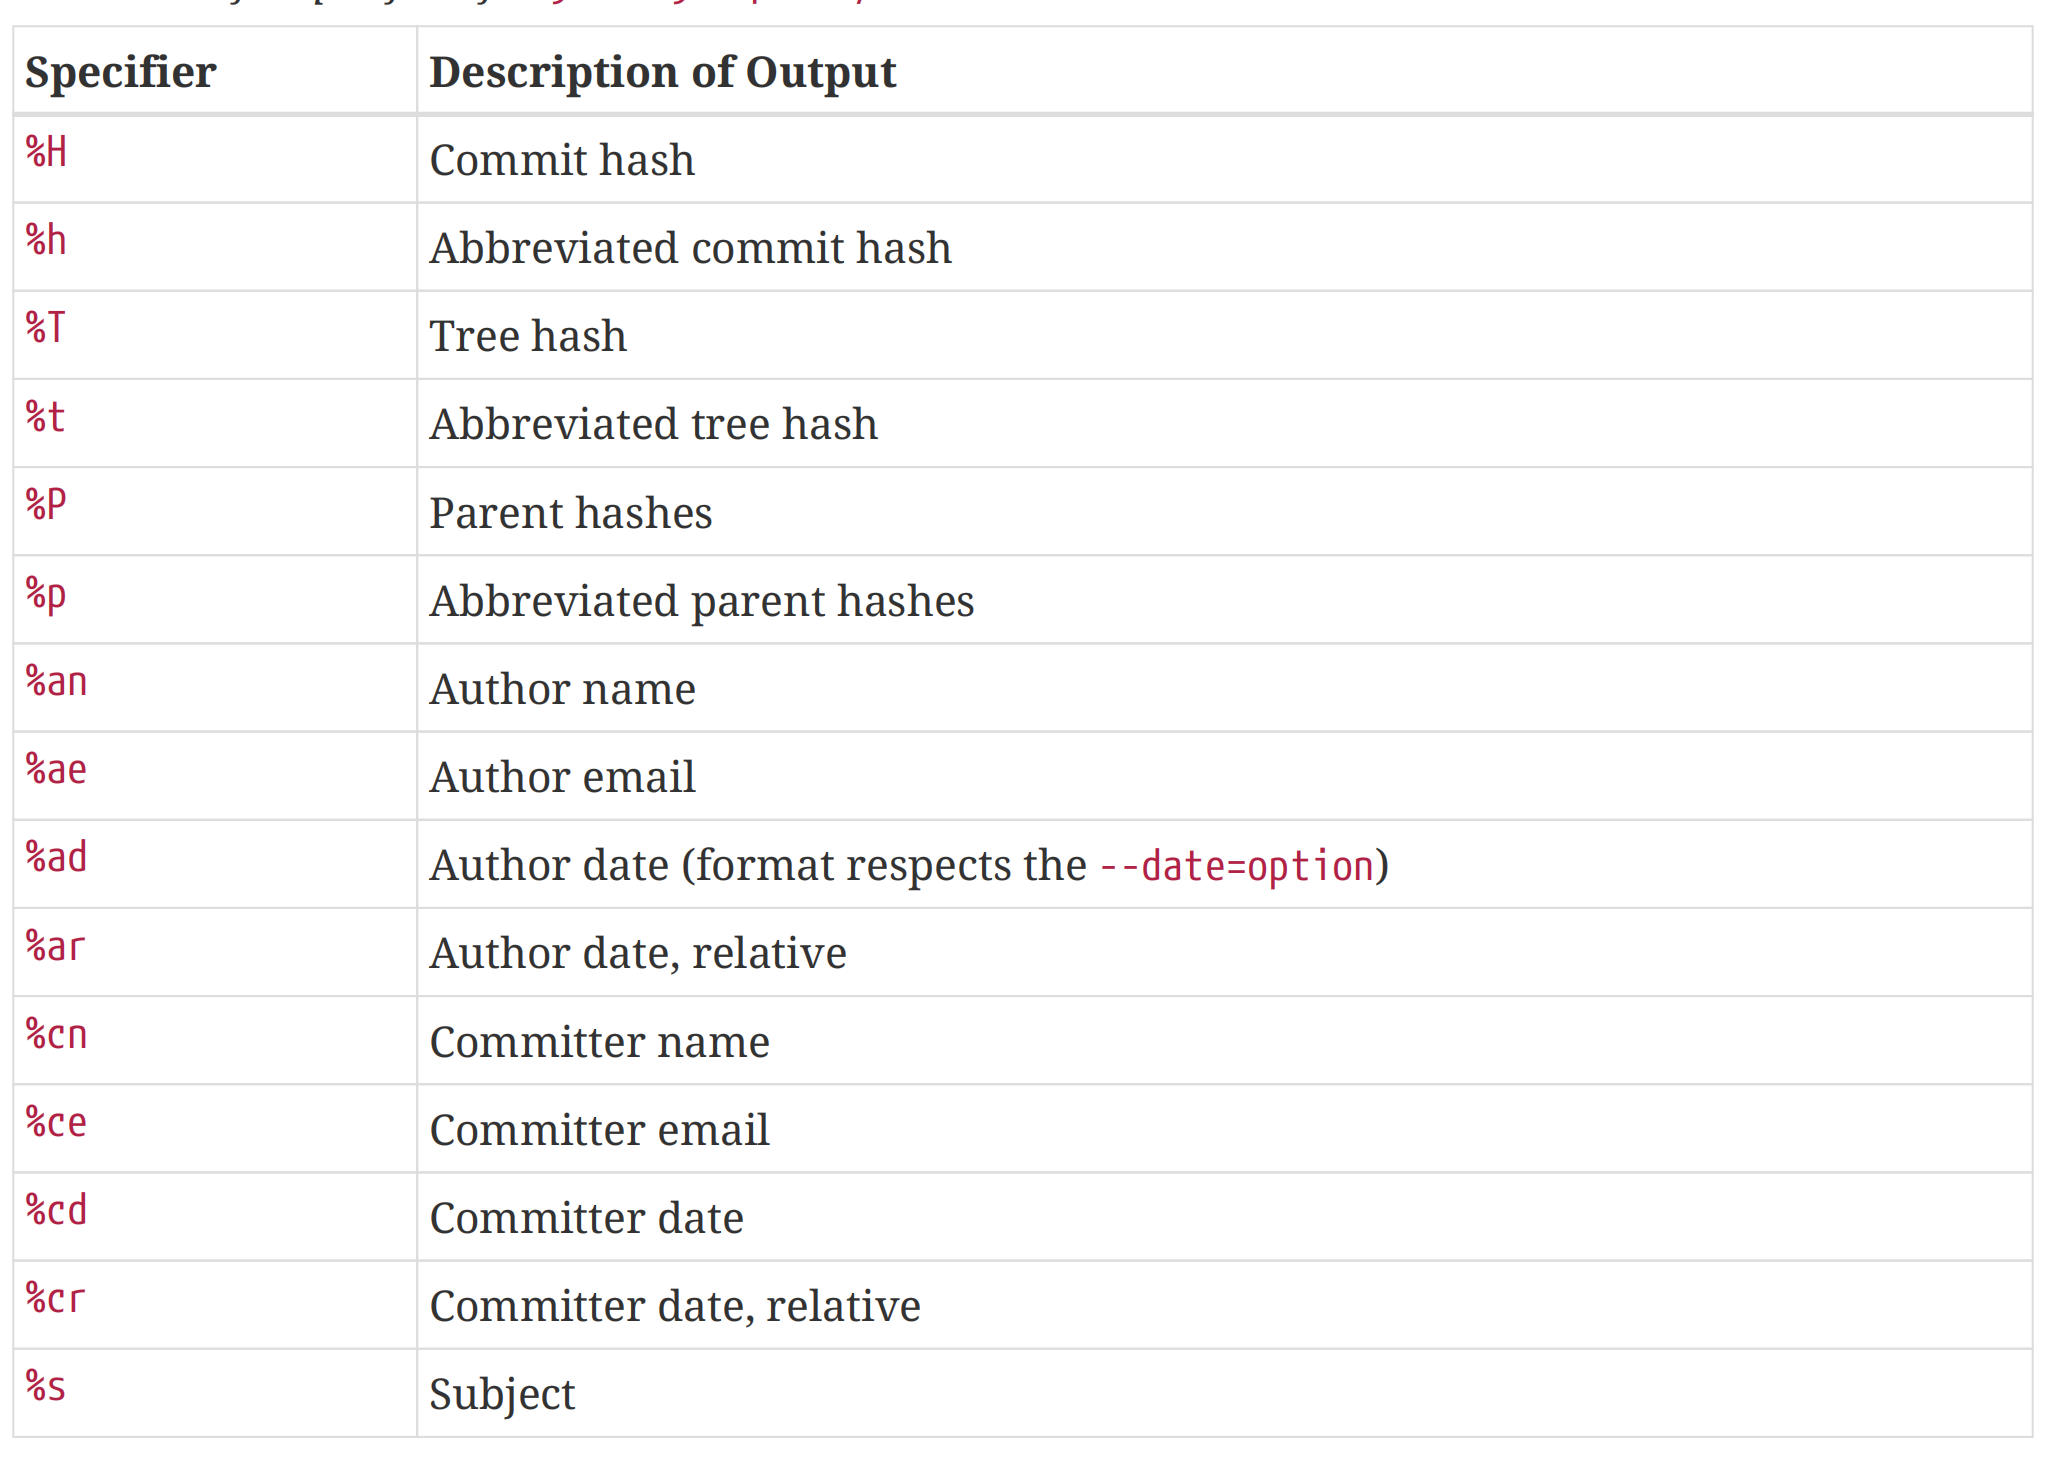 Specifier Description of Output
%H Commit hash
%h Abbreviated commit hash
%T Tree hash
%t Abbreviated tree hash
%P Parent hashes
%p Abbreviated parent hashes
%an Author name
%ae Author email
%ad Author date (format respects the --date=option)
%ar Author date, relative
%cn Committer name
%ce Committer email
%cd Committer date
%cr Committer date, relative
%s Subject